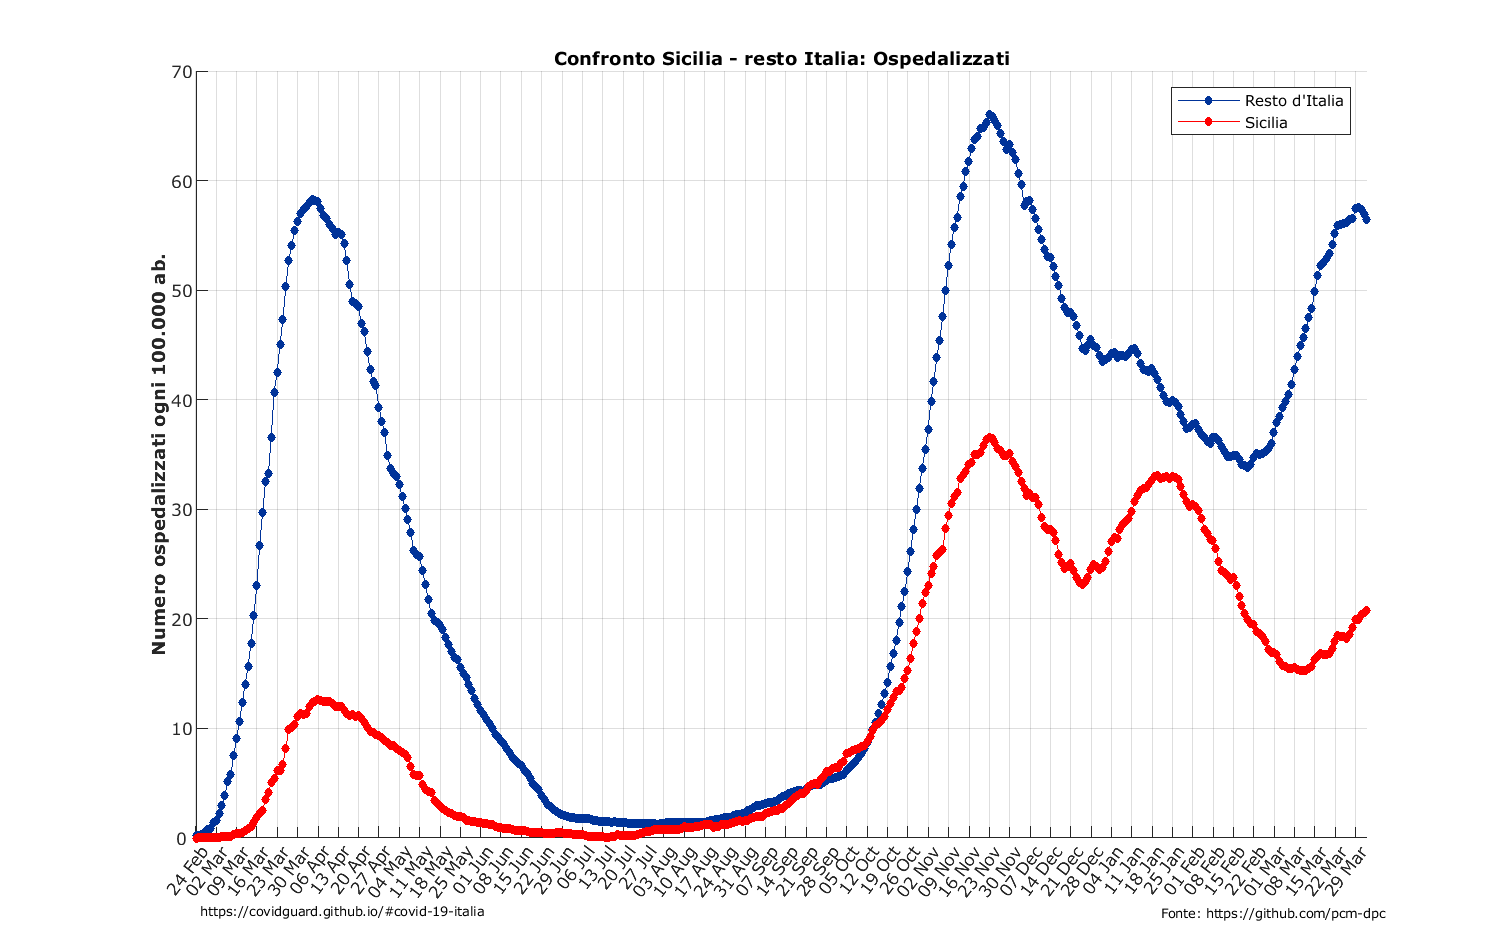 Confronto Sicilia - resto Italia: Ospedalizzati
Resto d'Italia
Sicilia
Numero ospedalizzati ogni 100.000 ab.
70
60
50
40
30
20
10
0
24 Feb
02 Mar
09 Mar
16 Mar
23 Mar
30 Mar
06 Apr
13 Apr
20 Apr
27 Apr
04 May
11 May
18 May
25 May
01 Jun
08 Jun
15 Jun
22 Jun
29 Jun
06 Jul
13 Jul
20 Jul
27 Jul
03 Aug
10 Aug
17 Aug
24 Aug
31 Aug
07 Sep
14 Sep
21 Sep
28 Sep
05 Oct
12 Oct
19 Oct
26 Oct
02 Nov
09 Nov
16 Nov
23 Nov
30 Nov
07 Dec
14 Dec
21 Dec
28 Dec
04 Jan
11 Jan
18 Jan
25 Jan
01 Feb
08 Feb
15 Feb
22 Feb
01 Mar
08 Mar
15 Mar
22 Mar
29 Mar
https://covidguard.github.io/#covid-19-italia
Fonte: https://github.com/pcm-dpc